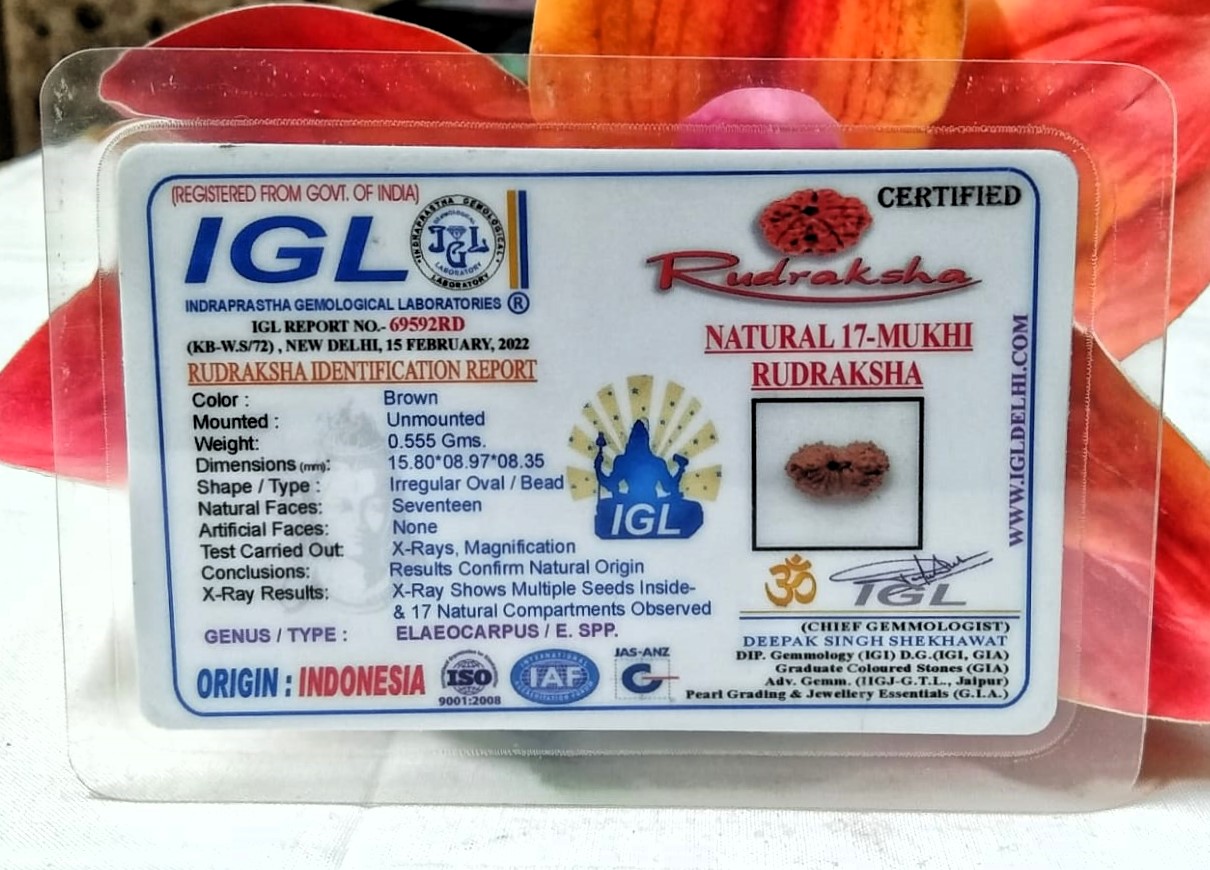 (REGISTERED FROM GOVT. OF INDIA)
IGL
INDRAPRASTHA GEMOLOGICAL LABORATORY
IGL
INDRAPRASTHA GEMOLOGICAL LABORATORIES ®
IGL REPORT NO.- 69592RD
(KB-W.S/72) , NEW DELHI, 15 FEBRUARY, 2022
RUDRAKSHA IDENTIFICATION REPORT
Color : Brown
Mounted : Unmounted
Weight: 0.555 Gms.
Dimensions (mm): 15.80*08.97*08.35
Shape / Type : Irregular Oval / Bead
Natural Faces: Seventeen
Artificial Faces: None
Test Carried Out: X-Rays, Magnification
Conclusions: Results Confirm Natural Origin
X-Ray Results: X-Ray Shows Multiple Seeds Inside-
& 17 Natural Compartments Observed
GENUS / TYPE : ELAEOCARPUS / E. SPP.
ORIGIN : INDONESIA
ISO
9001:2008
INTERNATIONAL
IAF
JAS-ANZ
IGL
CERTIFIED
Rudraksha
NATURAL 17-MUKHI
RUDRAKSHA
WWW.IGLDELHI.COM
ॐ
IGL
(CHIEF GEMMOLOGIST)
DEEPAK SINGH SHEKHAWAT
DIP. Gemmology (IGI) D.G.(IGI, GIA)
Graduate Coloured Stones (GIA)
Adv. Gemm. (IIGJ-G.T.L., Jaipur)
Pearl Grading & Jewellery Essentials (G.I.A.)